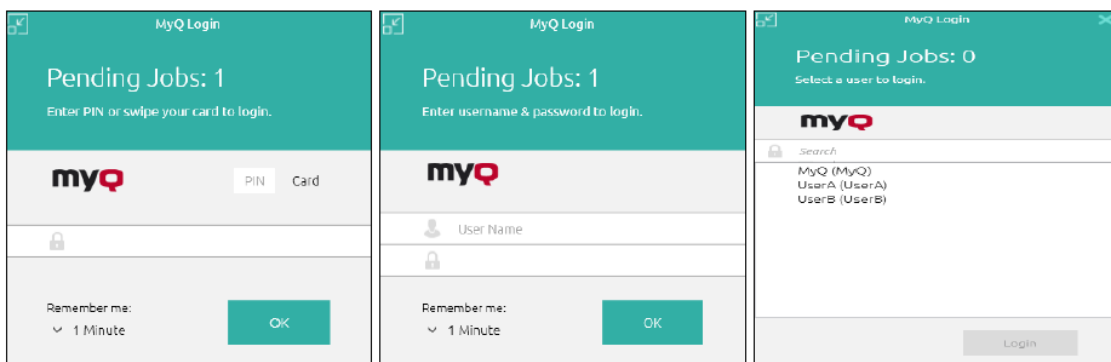 MyQ Login
Pending Jobs: 1
Enter PIN or swipe your card to login.
myQ
PIN Card
Remember me:
1 Minute
OK
MyQ Login
Pending Jobs: 1
Enter username & password to login.
myQ
User Name
Remember me:
1 Minute
OK
MyQ Login
Pending Jobs: 0
Select a user to login.
myQ
Search
MyQ (MyQ)
UserA (UserA)
UserB (UserB)
Login